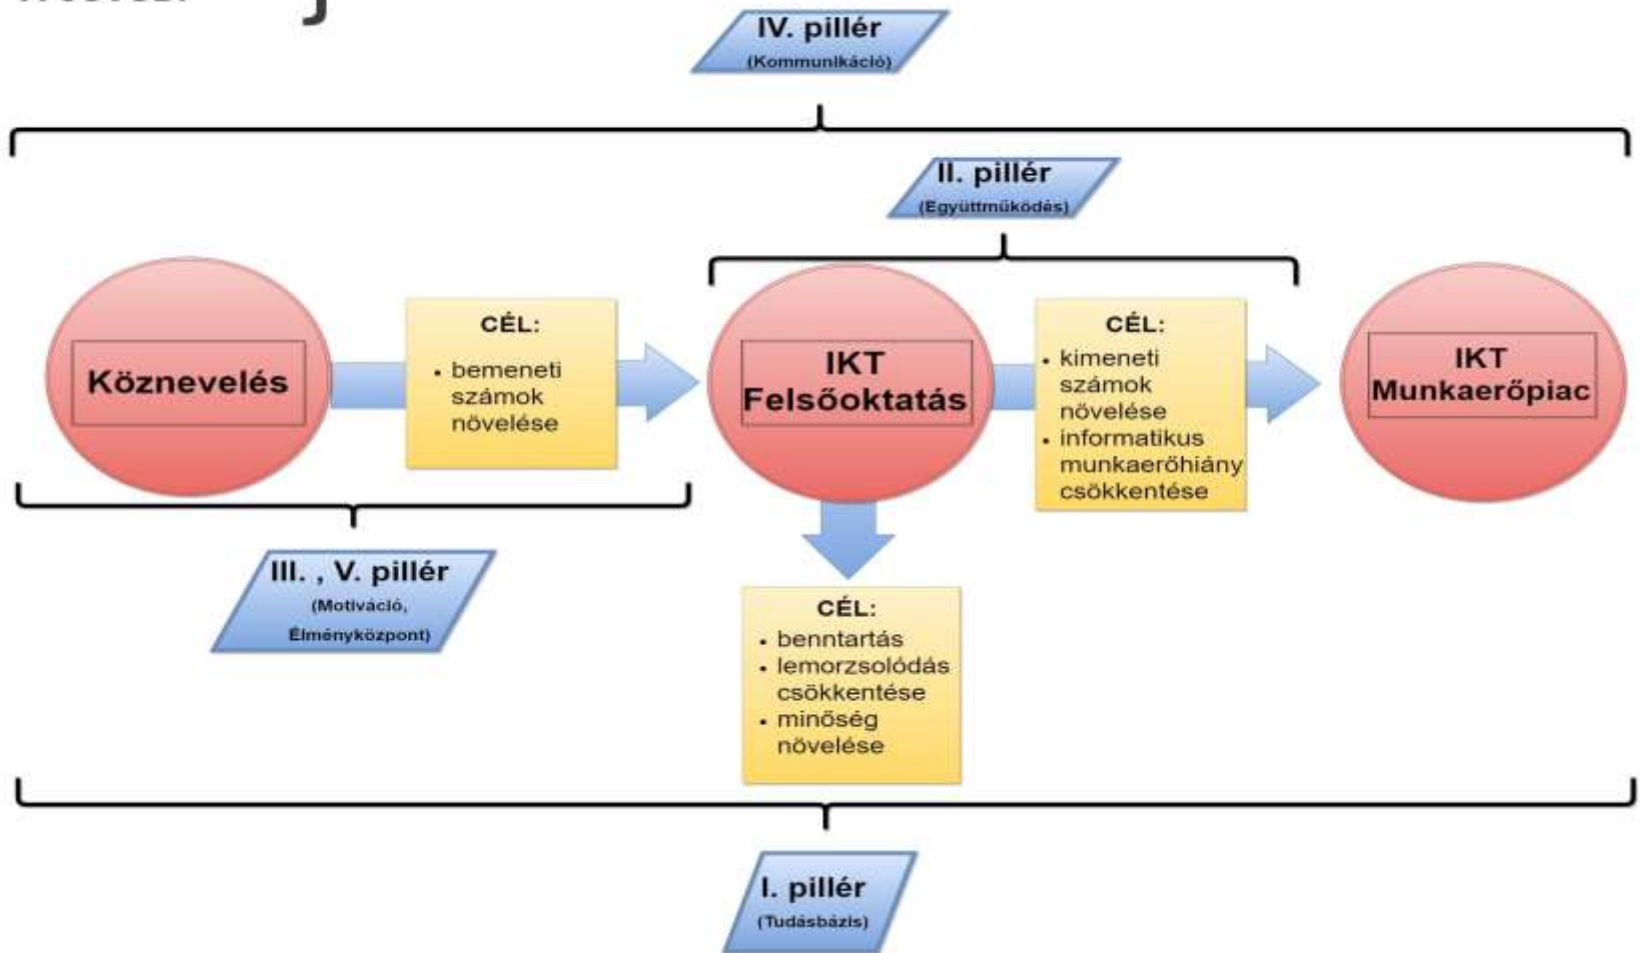 IV. pillér
(Kommunikáció)
II. pillér
(Együttműködés)
Köznevelés
CÉL:
• bemeneti
számok
növelése
IKT
Felsőoktatás
CÉL:
• kimeneti
számok
növelése
• informatikus
munkaerőhiány
csökkentése
IKT
Munkaerőpiac
III. , V. pillér
(Motiváció,
Élményközpont)
CÉL:
• benntartás
• lemorzsolódás
csökkentése
• minőség
növelése
I. pillér
(Tudásbázis)